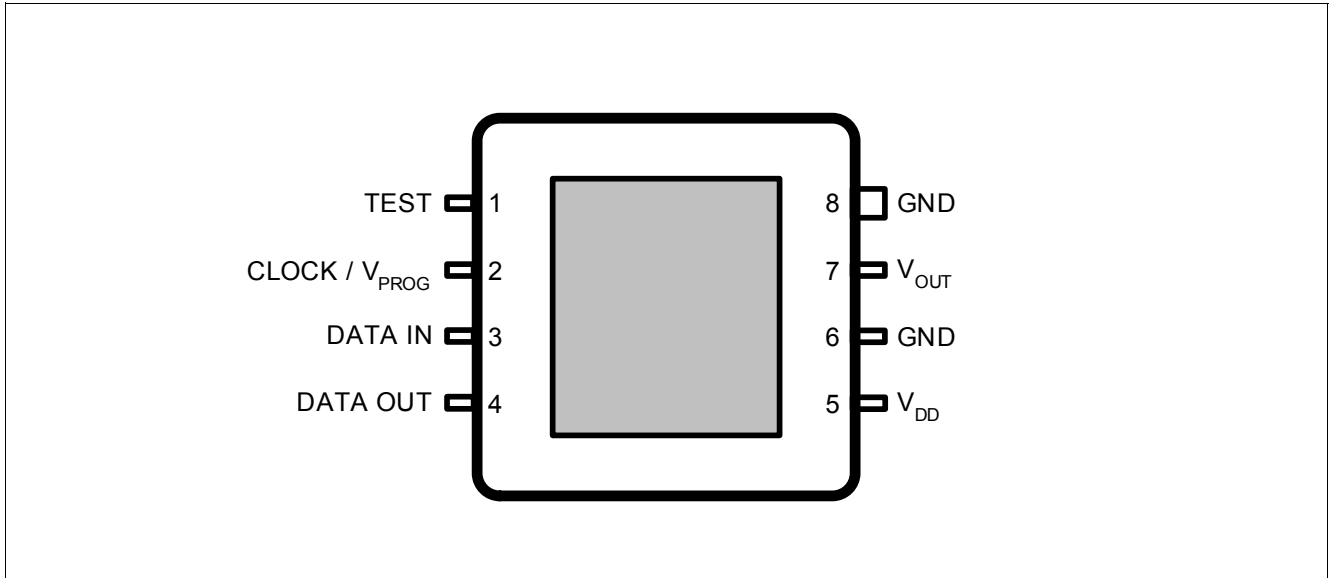 TEST 1 8 GND
CLOCK / VPROG 2 7 VOUT
DATA IN 3 6 GND
DATA OUT 4 5 VDD